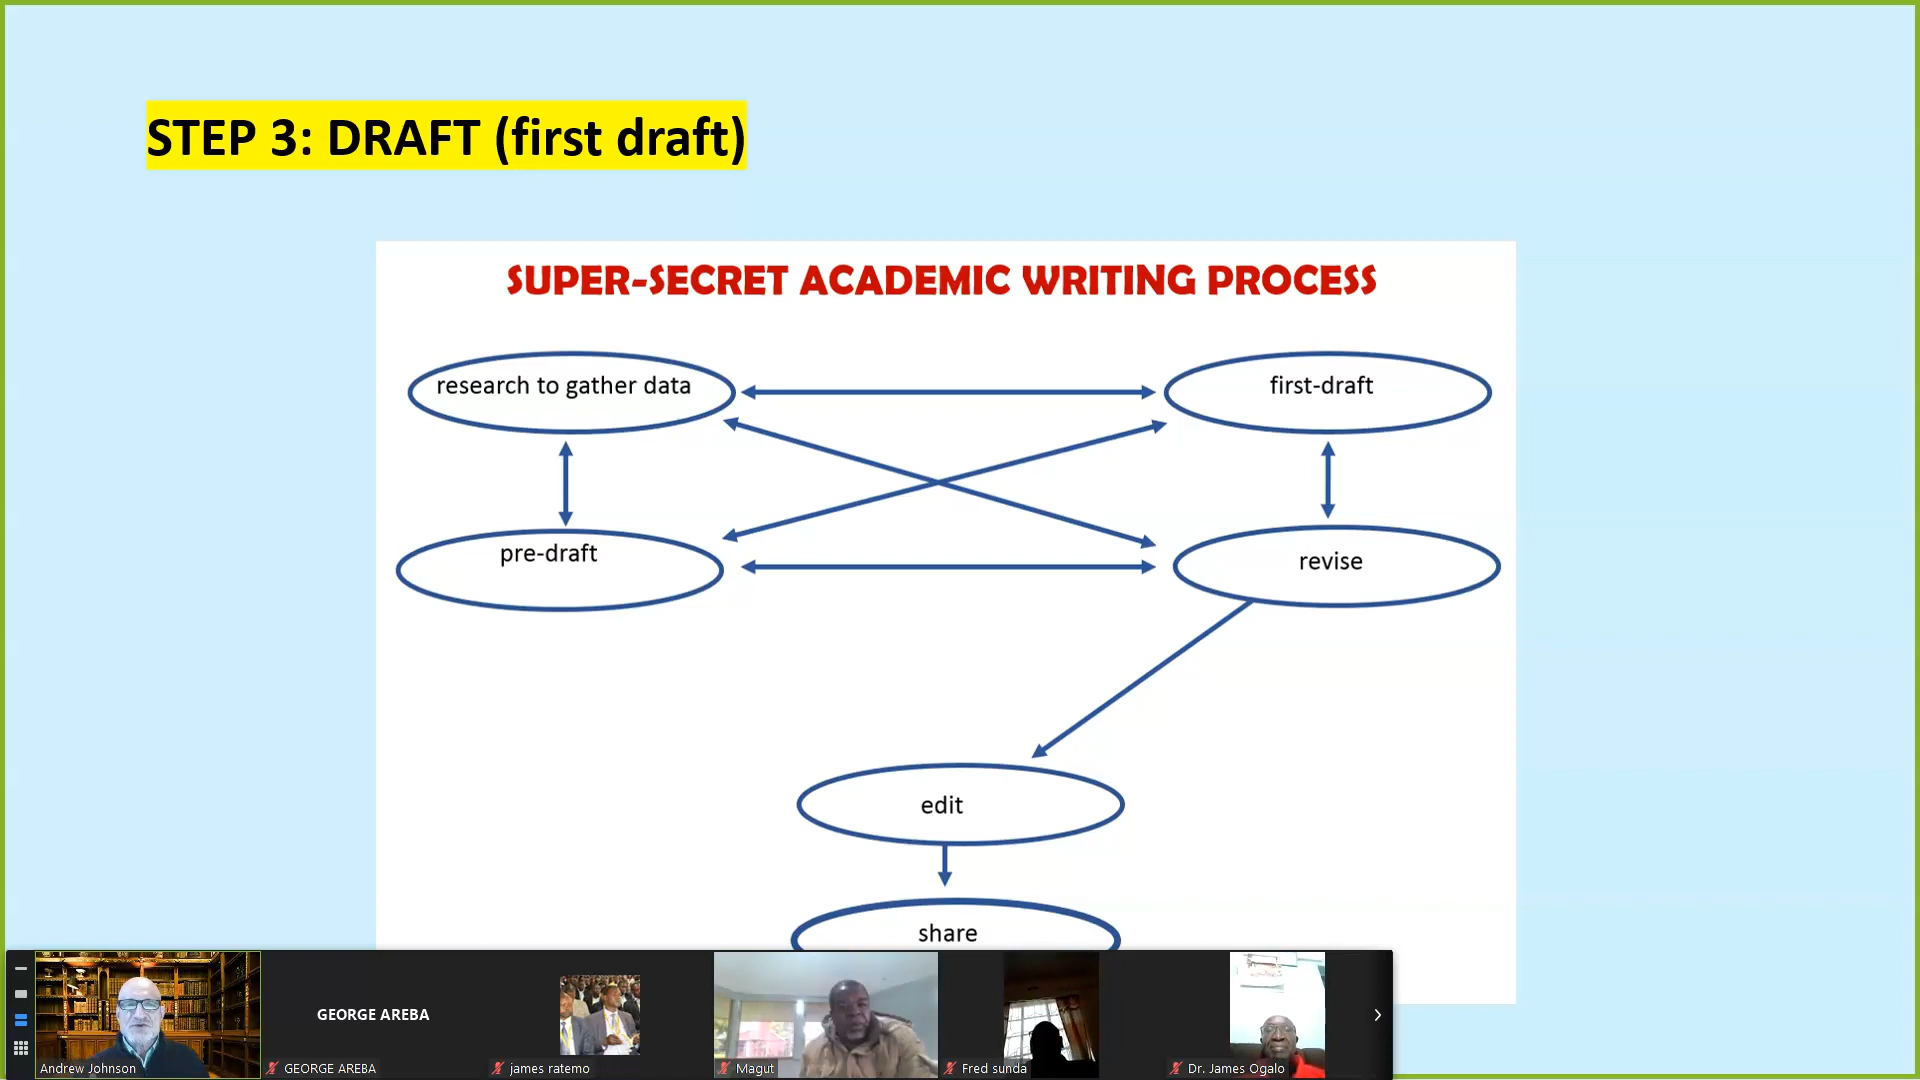 STEP 3: DRAFT (first draft)
SUPER-SECRET ACADEMIC WRITING PROCESS
research to gather data
first-draft
pre-draft
revise
edit
share
GEORGE AREBA
Andrew Johnson
GEORGE AREBA
james ratemo
Magut
Fred sunda
Dr. James Ogalo